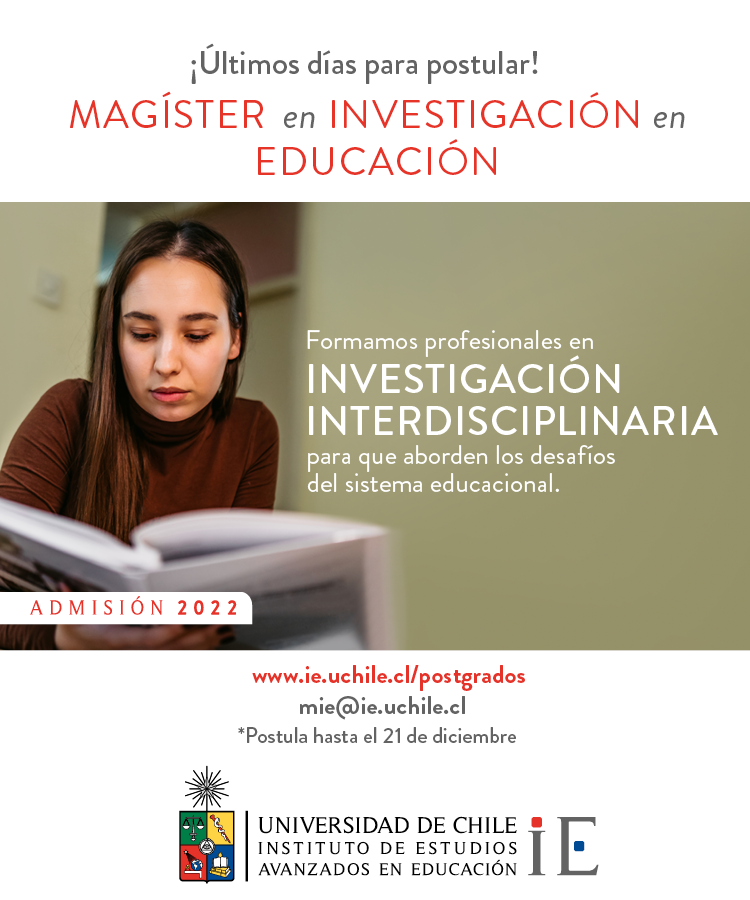 ¡Últimos días para postular!
MAGÍSTER en INVESTIGACIÓN en
EDUCACIÓN
Formamos profesionales en
INVESTIGACIÓN
INTERDISCIPLINARIA
para que aborden los desafíos
del sistema educacional.
ADMISIÓN 2022
www.ie.uchile.cl/postgrados
mie@ie.uchile.cl
*Postula hasta el 21 de diciembre
UNIVERSIDAD DE CHILE
INSTITUTO DE ESTUDIOS
AVANZADOS EN EDUCACIÓN
iE